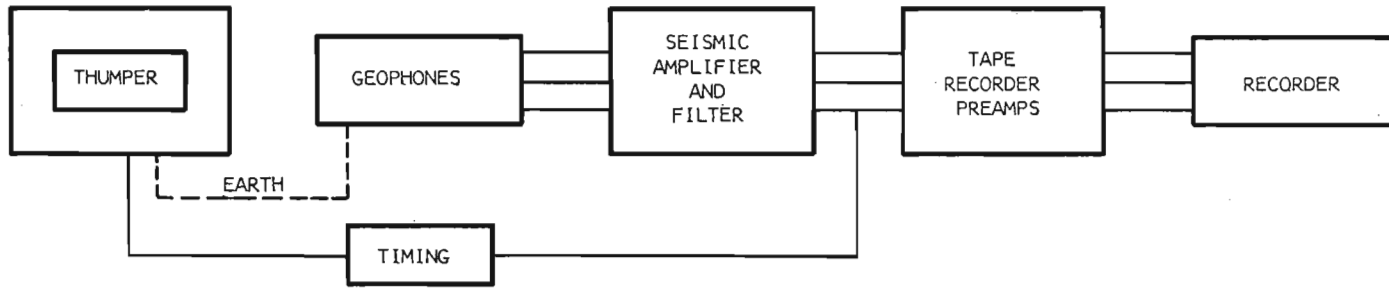 THUMPER
GEOPHONES
SEISMIC
AMPLIFIER
AND
FILTER
TAPE
RECORDER
PREAMPS
RECORDER
EARTH
TIMING